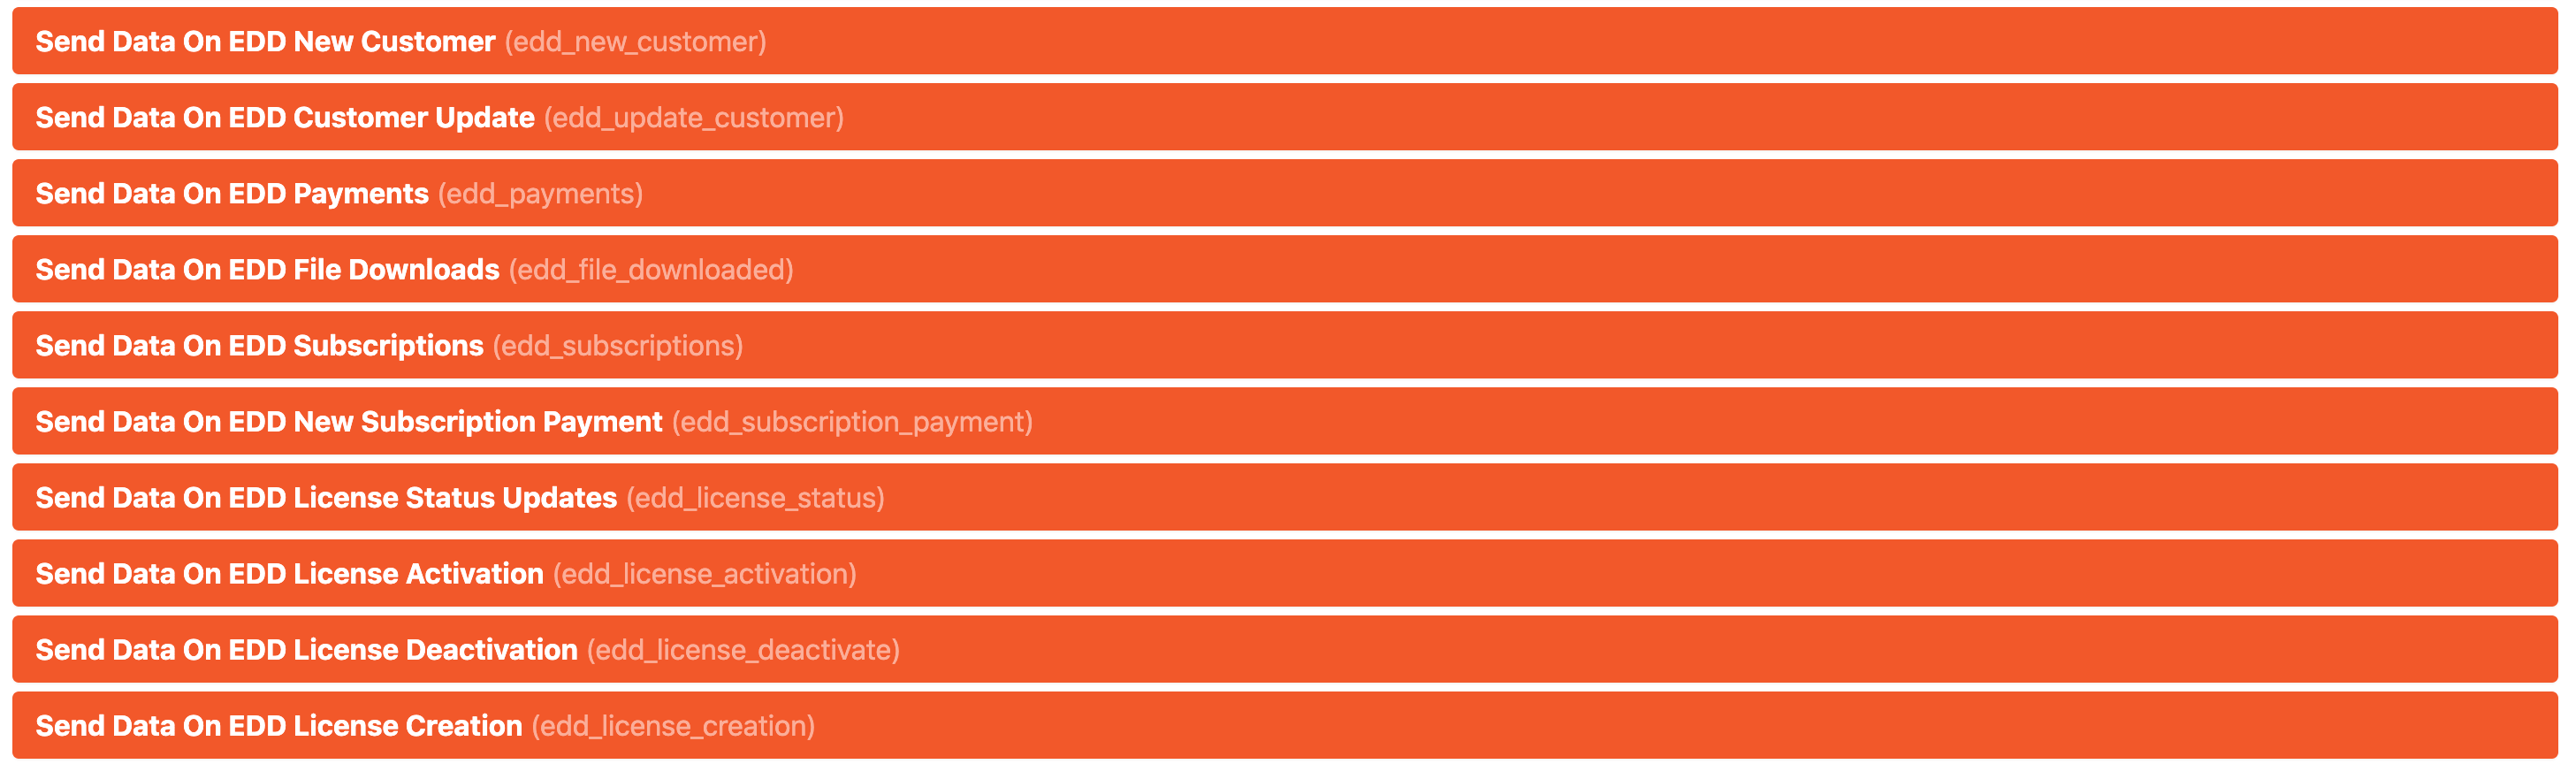 Send Data On EDD New Customer (edd_new_customer)
Send Data On EDD Customer Update (edd_update_customer)
Send Data On EDD Payments (edd_payments)
Send Data On EDD File Downloads (edd_file_downloaded)
Send Data On EDD Subscriptions (edd_subscriptions)
Send Data On EDD New Subscription Payment (edd_subscription_payment)
Send Data On EDD License Status Updates (edd_license_status)
Send Data On EDD License Activation (edd_license_activation)
Send Data On EDD License Deactivation (edd_license_deactivate)
Send Data On EDD License Creation (edd_license_creation)